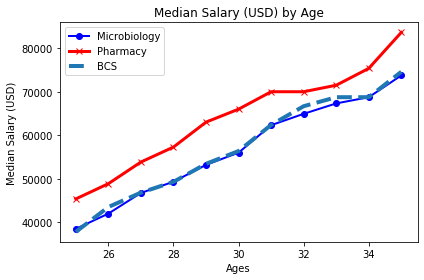 Median Salary (USD) by Age
Microbiology
Pharmacy
BCS
80000
70000
60000
50000
40000
Median Salary (USD)
26 28 30 32 34
Ages